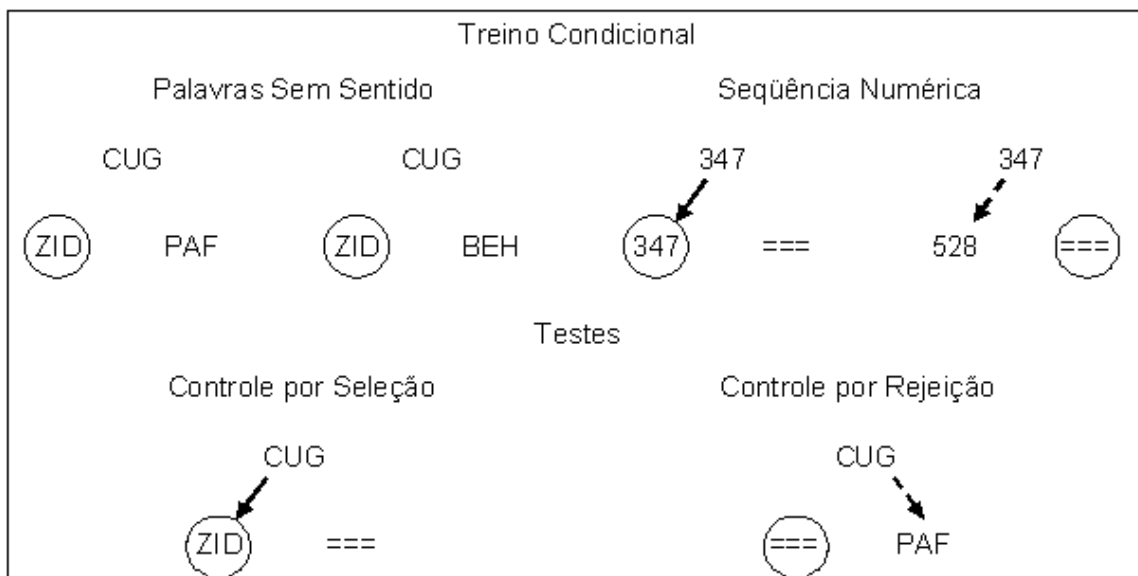 Treino Condicional
Palavras Sem Sentido Seqüência Numérica
CUG CUG 347 347
ZID PAF ZID BEH 347 === 528 ===
Testes
Controle por Seleção Controle por Rejeição
CUG CUG
ZID === === PAF